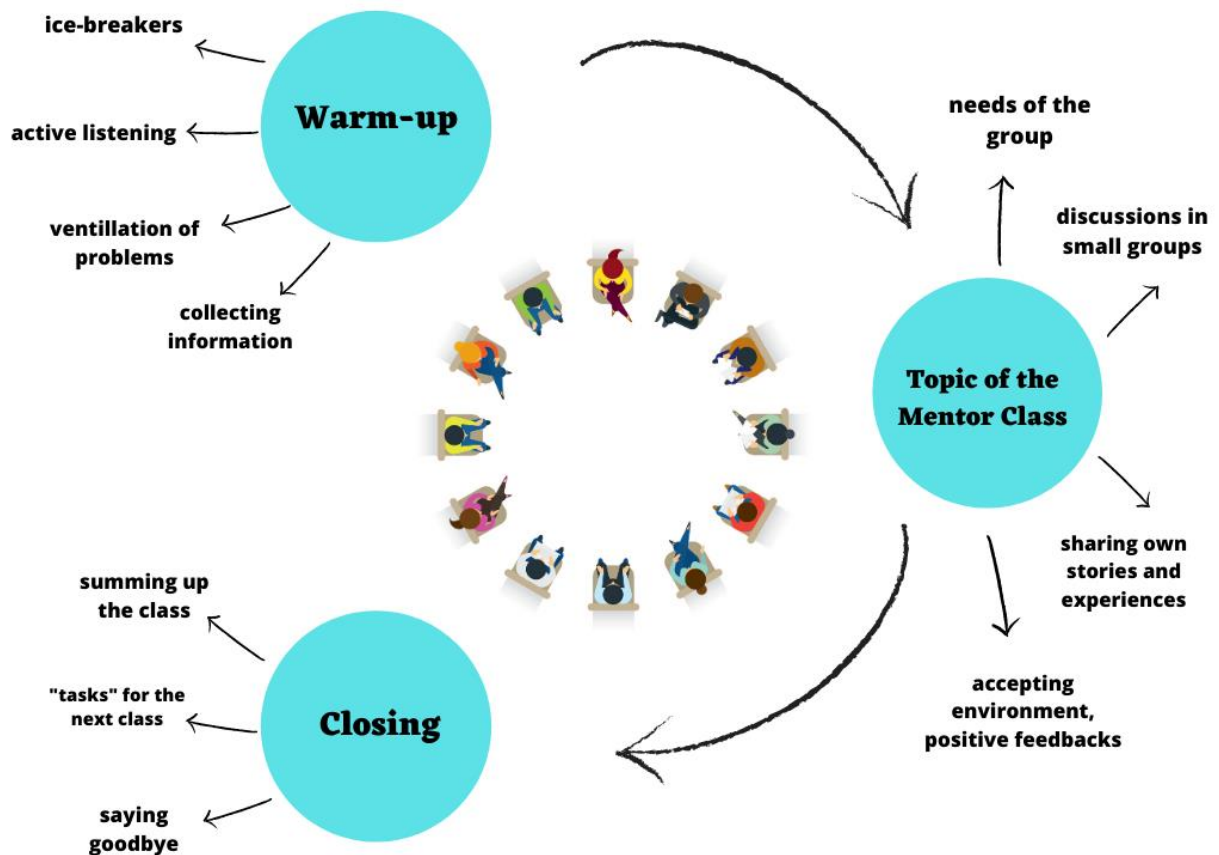 Warm-up
ice-breakers
active listening
ventillation of
problems
collecting
information
Topic of the
Mentor Class
needs of the
group
discussions in
small groups
sharing own
stories and
experiences
accepting
environment,
positive feedbacks
Closing
summing up
the class
"tasks" for the
next class
saying
goodbye